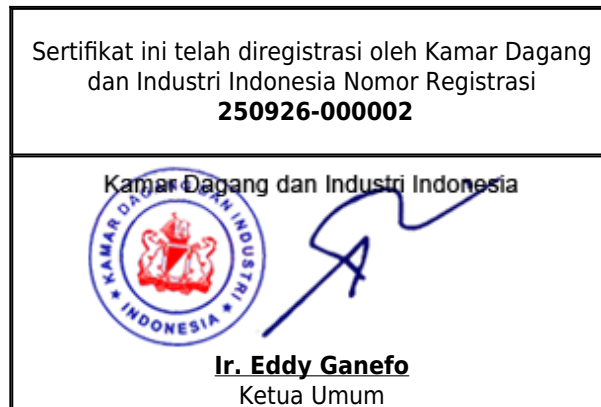 Sertifikat ini telah diregistrasi oleh Kamar Dagang
dan Industri Indonesia Nomor Registrasi
250926-000002
Kamar Dagang dan Industri Indonesia
KAMAR DAGANG DAN INDUSTRI
★ INDONESIA ★
Ir. Eddy Ganefo
Ketua Umum